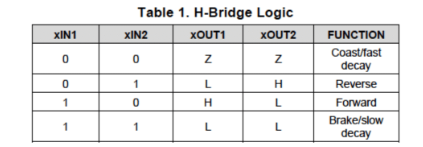 Table 1. H-Bridge Logic
xIN1 xIN2 xOUT1 xOUT2 FUNCTION
0 0 Z Z Coast/fast decay
0 1 L H Reverse
1 0 H L Forward
1 1 L L Brake/slow decay